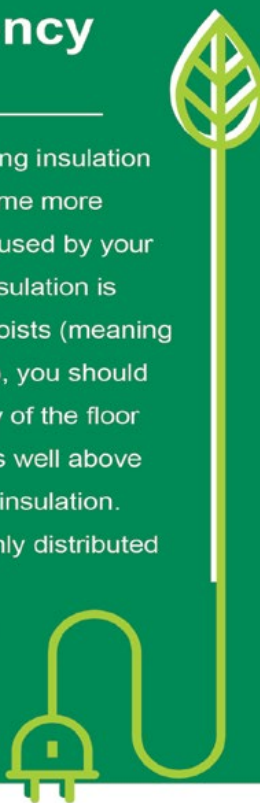 ncy
ng insulation
me more
used by your
sulation is
oists (meaning
, you should
y of the floor
s well above
insulation.
nly distributed